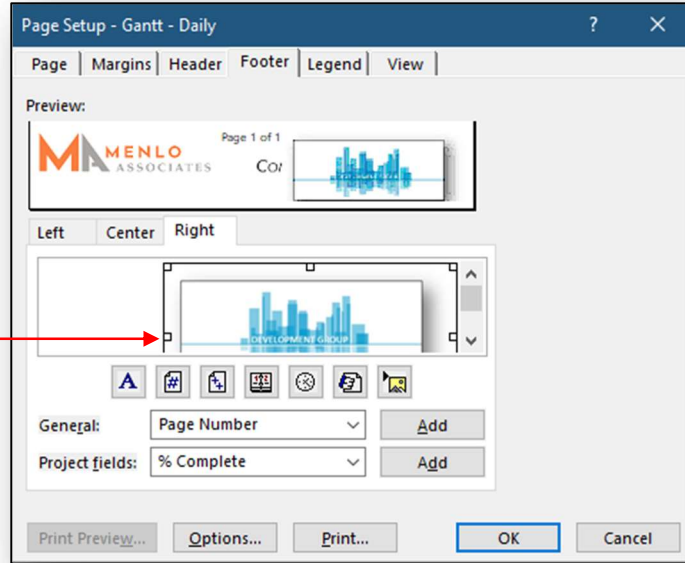 Page Setup - Gantt - Daily ? ×
Page Margins Header Footer Legend View
Preview:
Page 1 of 1
MENLO
ASSOCIATES
Left Center Right
DEVELOPMENT GROUP
A
General: Page Number Add
Project fields: % Complete Add
Print Preview... Options... Print... OK Cancel